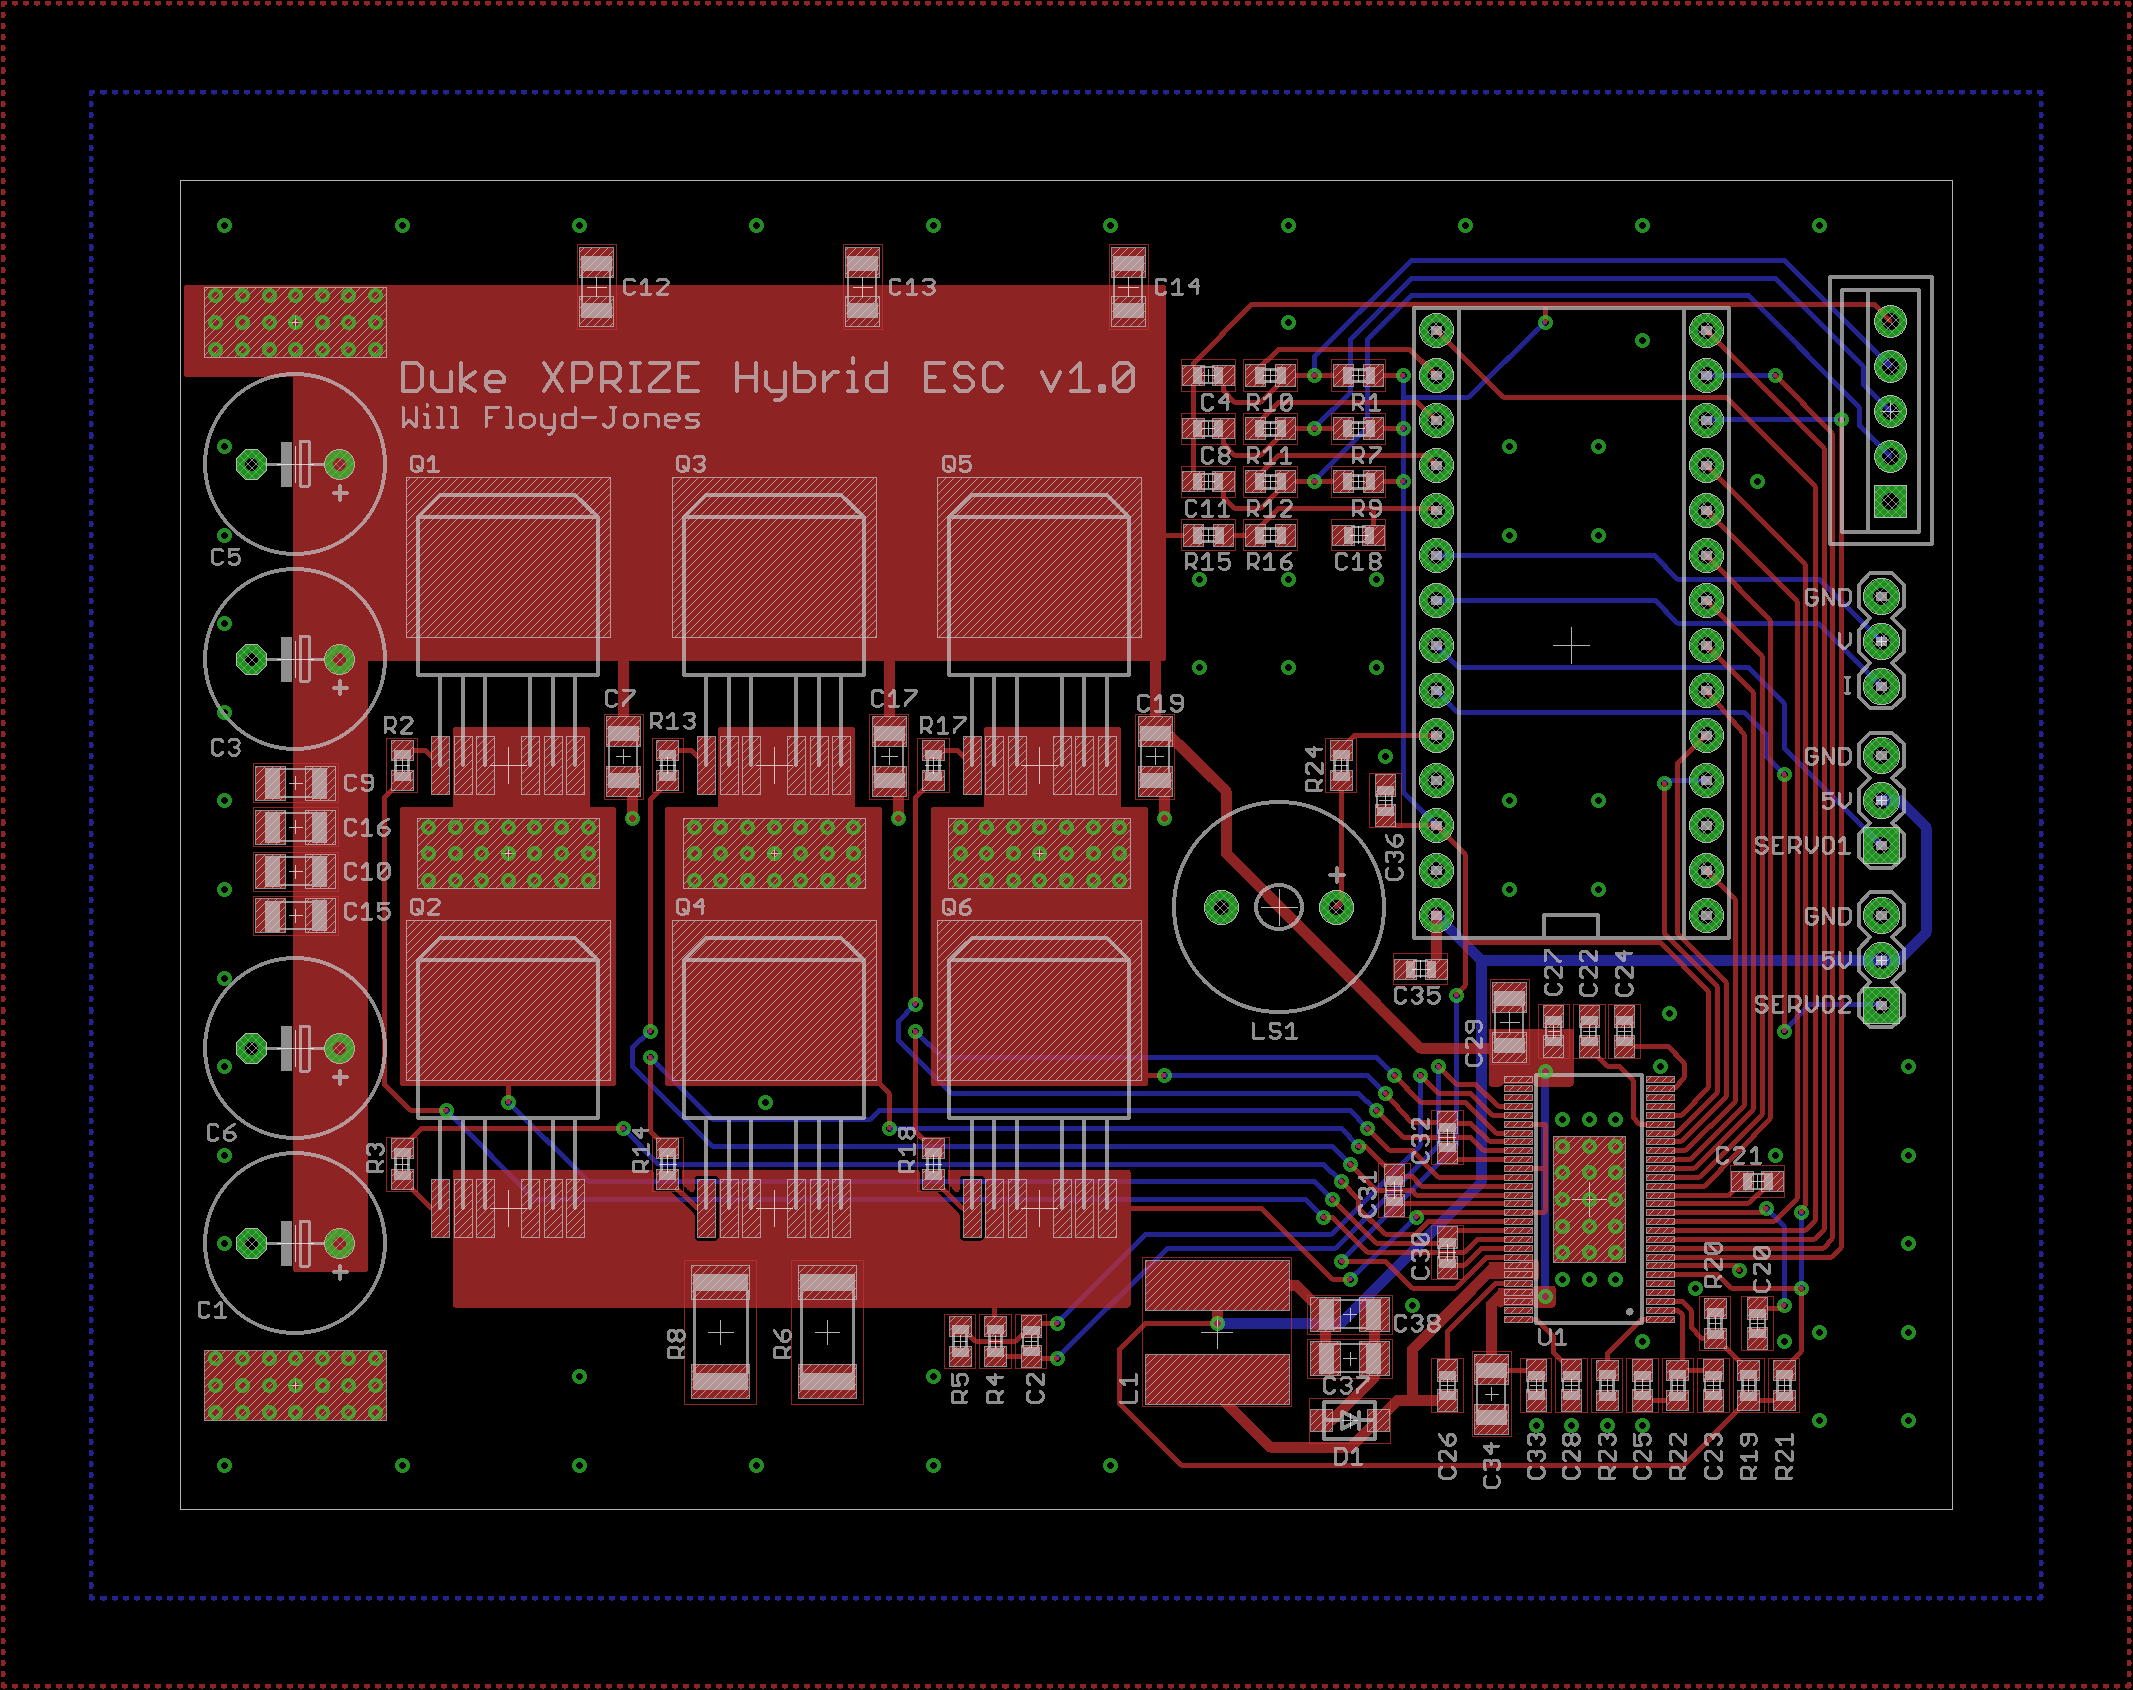 C12
C13
C14
Duke XPRIZE Hybrid ESC v1.0
Will Floyd-Jones
C4 R10 R1
C8 R11 R7
C11 R12 R9
R15 R16 C18
Q1 Q3 Q5
C5
GND
V
I
C7 C17 C19
R2 R13 R17
C3
R24
GND
5V
SERVO1
C9
C16
C10
C15
C36
Q2 Q4 Q6
GND
5V
SERVO2
C35
C27 C22 C24
LS1
C29
C6
R3 R14 R18
C32
C31
C21
C30
R20 C20
C1
R8 R6
C38
U1
R5 R4 C2
L1
C37
D1
C26 C34 C33 C28 R23 C25 R22 C23 R19 R21